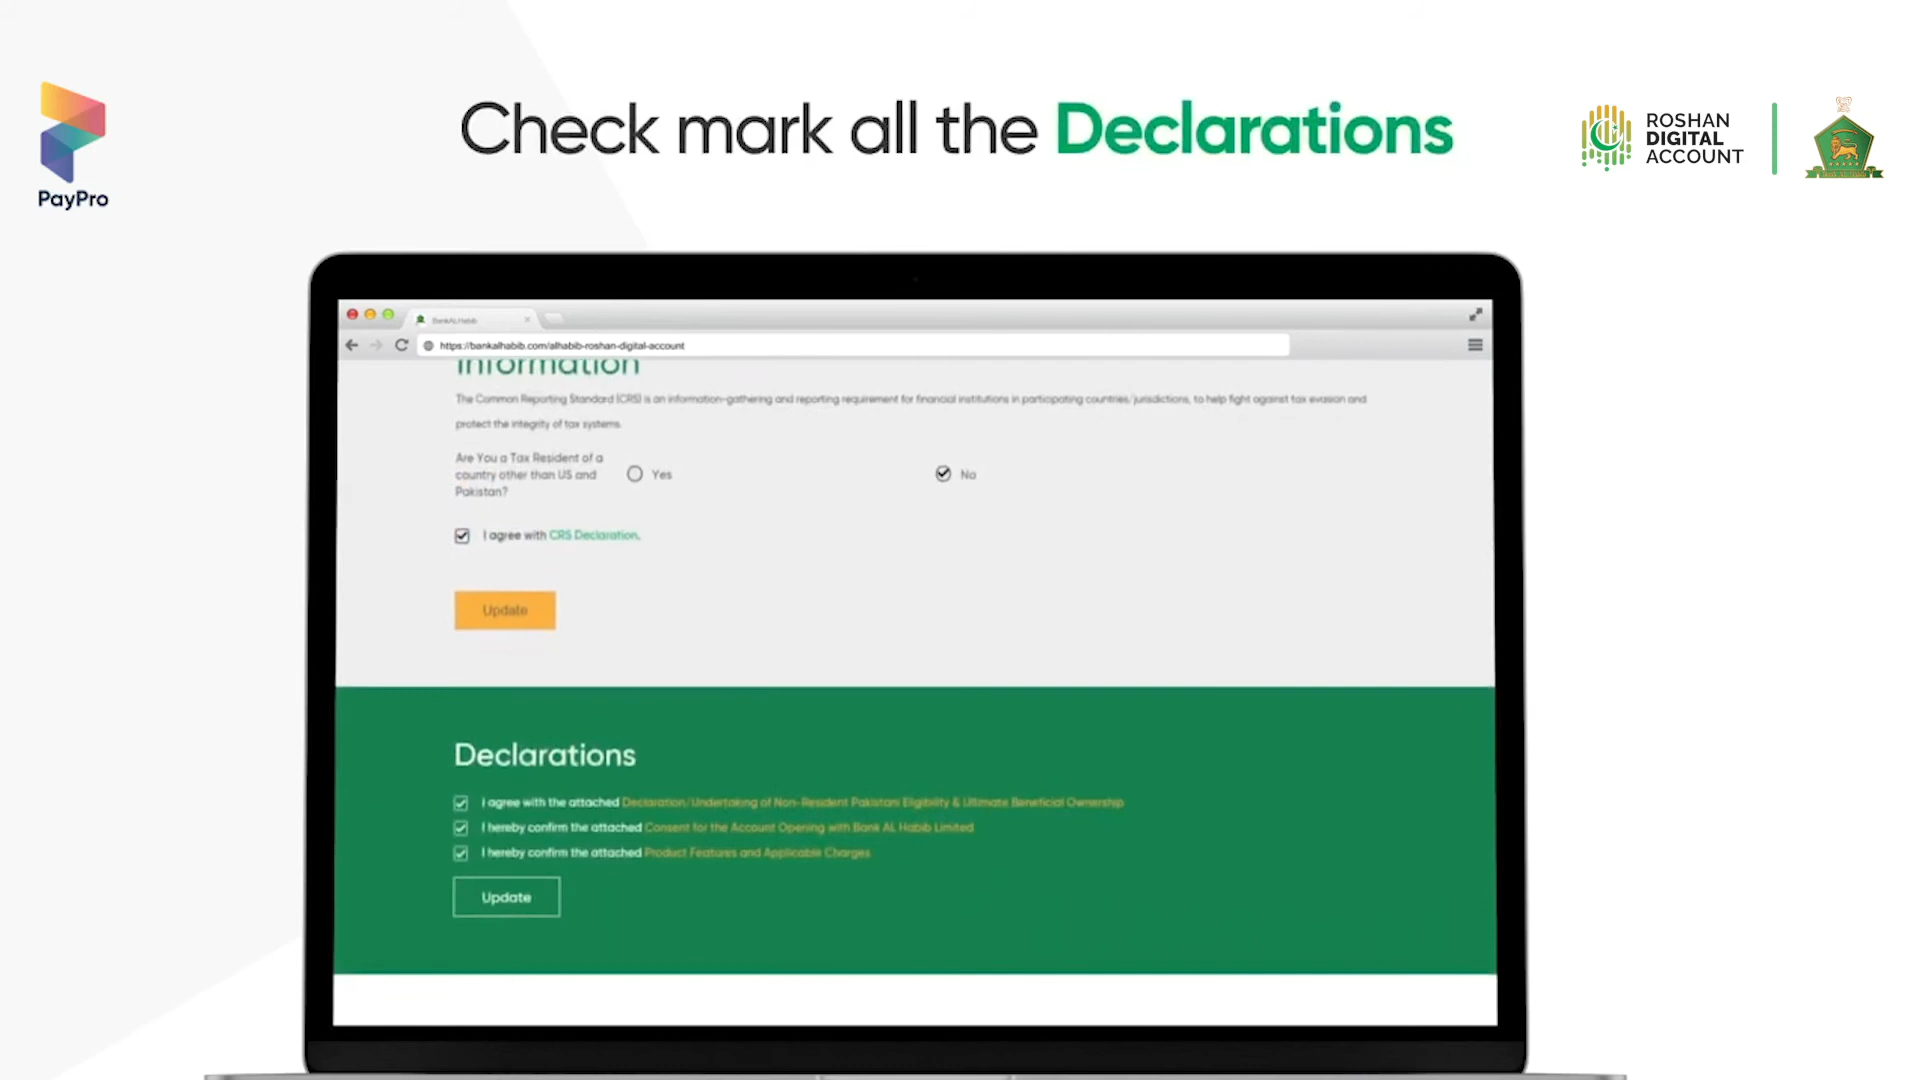 Check mark all the Declarations
PayPro
ROSHAN
DIGITAL
ACCOUNT
BankALHabib
https://bankalhabib.com/alhabib-roshan-digital-account
Information
The Common Reporting Standard (CRS) is an information-gathering and reporting requirement for financial institutions in participating countries/jurisdictions, to help fight against tax evasion and
protect the integrity of tax systems.
Are You a Tax Resident of a
country other than US and
Pakistan?
Yes
No
I agree with CRS Declaration.
Update
Declarations
I agree with the attached Declaration/Undertaking of Non-Resident Pakistani Eligibility & Ultimate Beneficial Ownership
I hereby confirm the attached Consent for the Account Opening with Bank AL Habib Limited
I hereby confirm the attached Product Features and Applicable Charges
Update